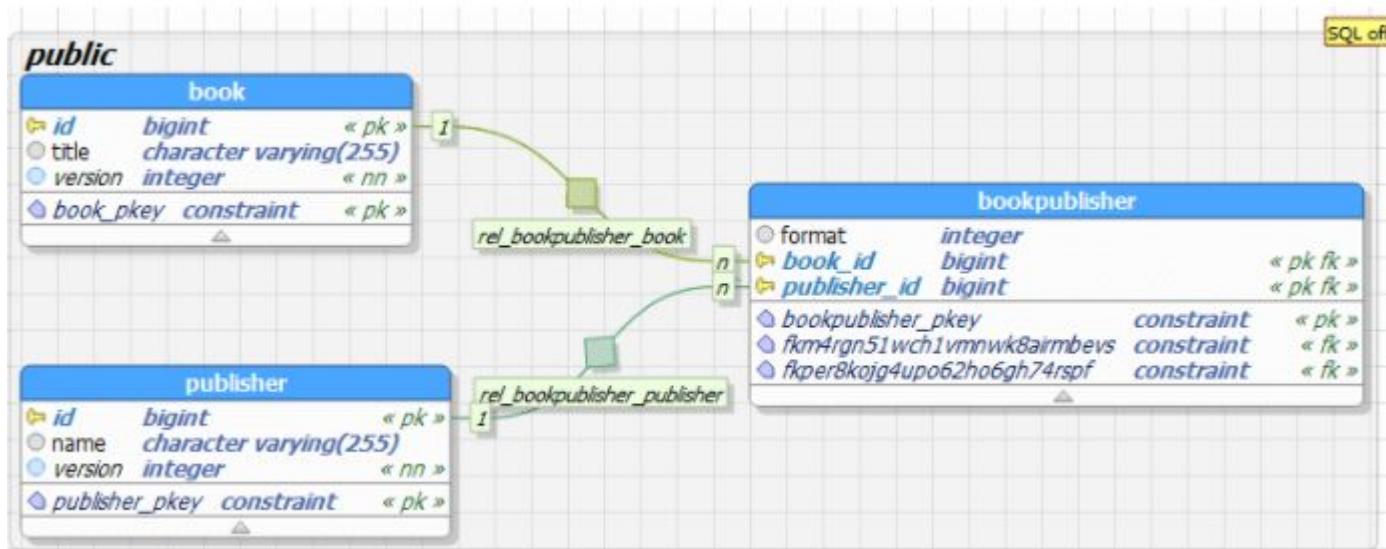 SQL off
public
book
id bigint « pk »
title character varying(255)
version integer « nn »
book_pkey constraint « pk »
1
rel_bookpublisher_book
n
n
bookpublisher
format integer
book_id bigint « pk fk »
publisher_id bigint « pk fk »
bookpublisher_pkey constraint « pk »
fkm4rgn51wch1vmnwk8airmbevs constraint « fk »
fkper8kojg4upo62ho6gh74rspf constraint « fk »
publisher
id bigint « pk »
name character varying(255)
version integer « nn »
publisher_pkey constraint « pk »
rel_bookpublisher_publisher
1